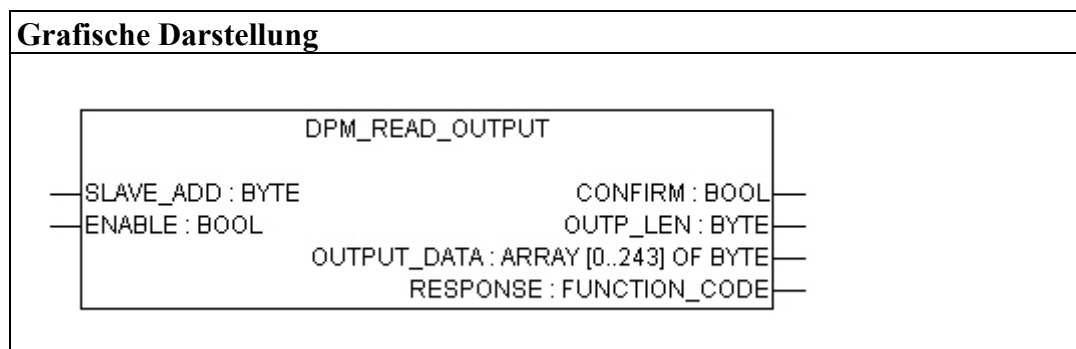 Grafische Darstellung
DPM_READ_OUTPUT
SLAVE_ADD : BYTE CONFIRM : BOOL
ENABLE : BOOL OUTP_LEN : BYTE
OUTPUT_DATA : ARRAY [0..243] OF BYTE
RESPONSE : FUNCTION_CODE